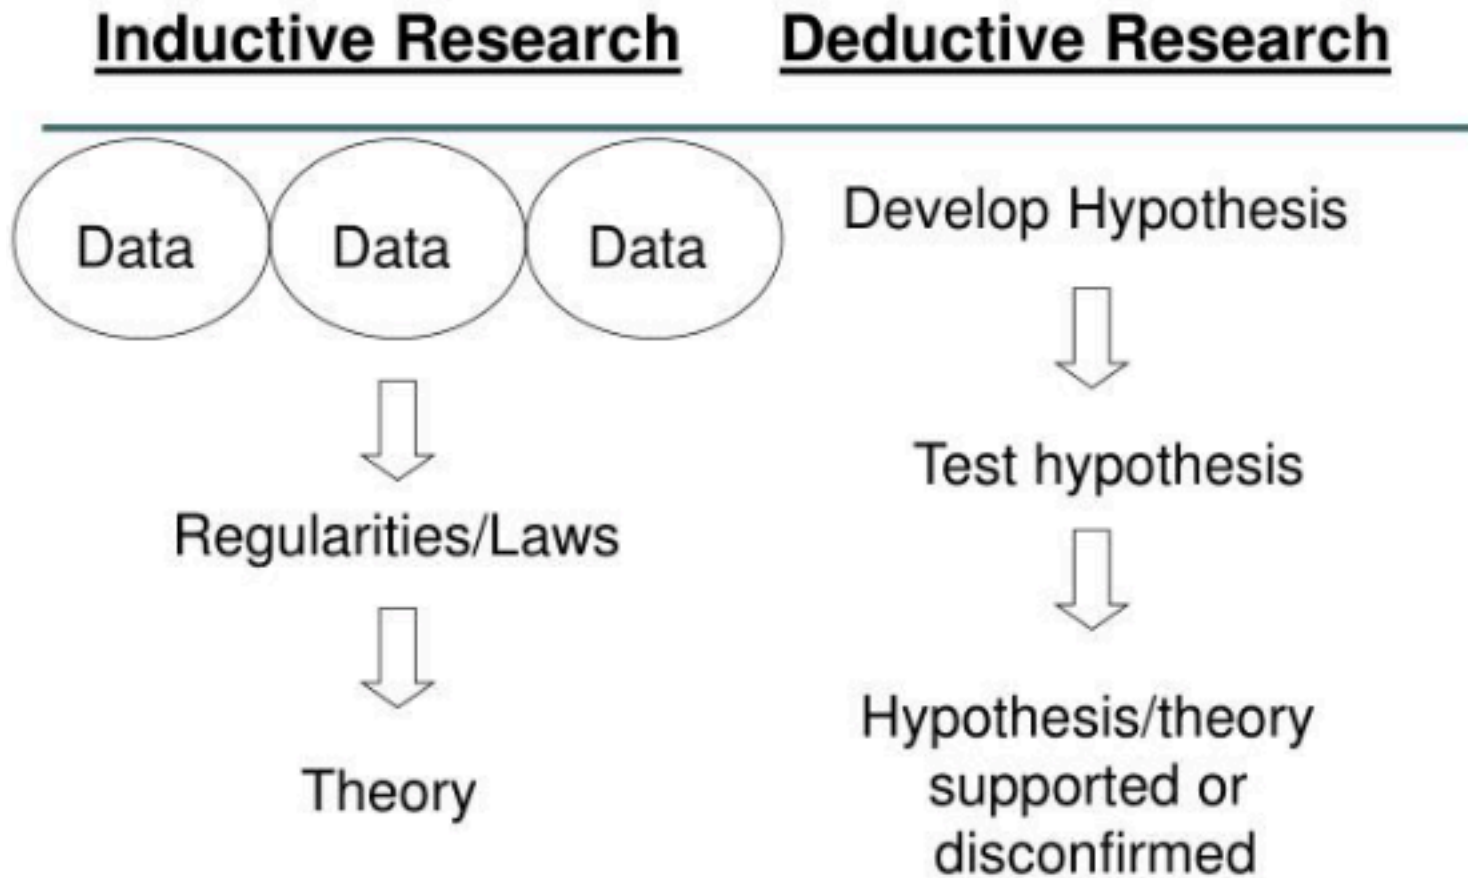 Inductive Research
Deductive Research
Data
Data
Data
Regularities/Laws
Theory
Develop Hypothesis
Test hypothesis
Hypothesis/theory
supported or
disconfirmed